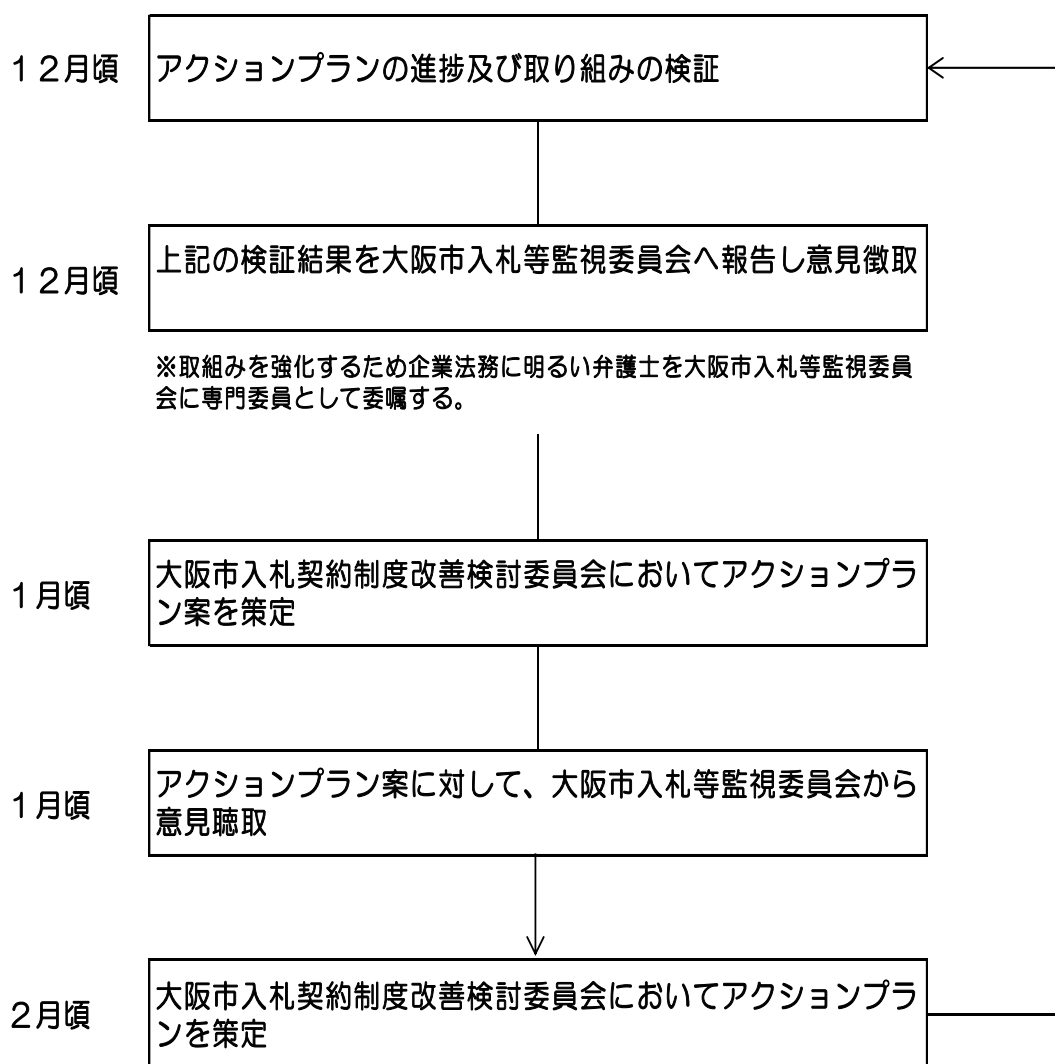 12月頃
アクションプランの進捗及び取り組みの検証
12月頃
上記の検証結果を大阪市入札等監視委員会へ報告し意見徴取
※取組みを強化するため企業法務に明るい弁護士を大阪市入札等監視委員
会に専門委員として委嘱する。
1月頃
大阪市入札契約制度改善検討委員会においてアクションプラ
ン案を策定
1月頃
アクションプラン案に対して、大阪市入札等監視委員会から
意見聴取
2月頃
大阪市入札契約制度改善検討委員会においてアクションプラ
ンを策定